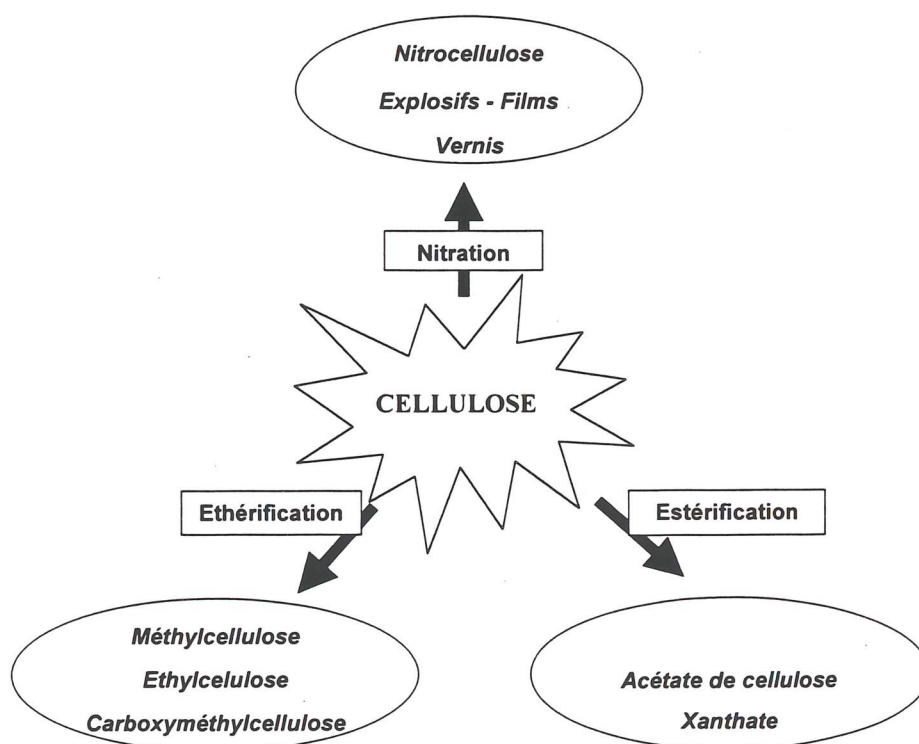 Nitrocellulose
Explosifs - Films
Vernis
Nitration
CELLULOSE
Ethérification
Estérification
Méthylcellulose
Ethylcelulose
Carboxyméthylcellulose
Acétate de cellulose
Xanthate